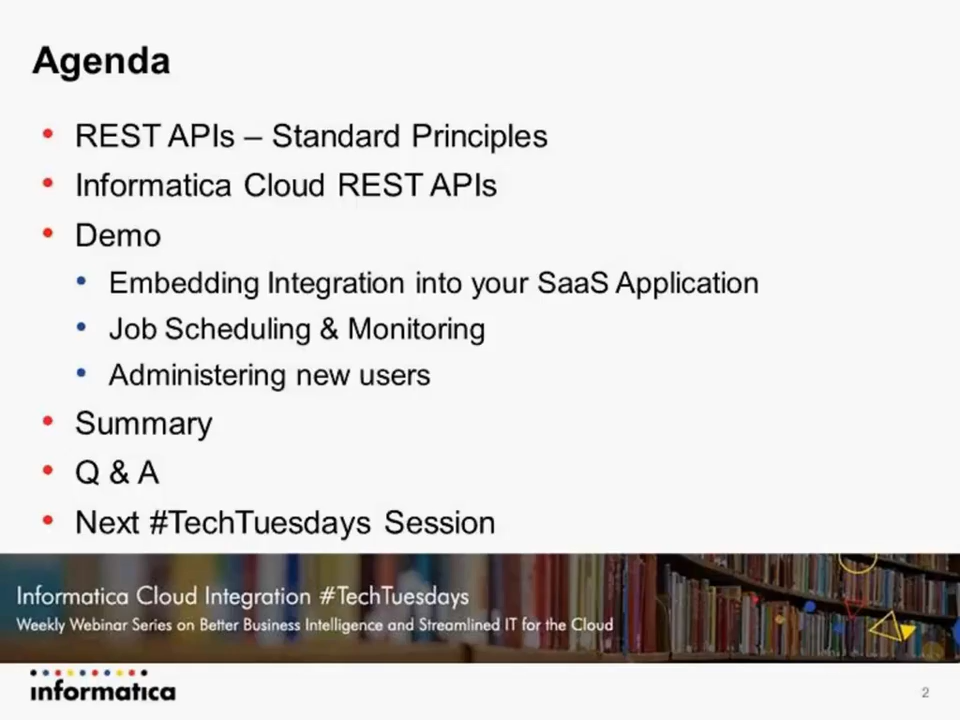 Agenda
• REST APIs – Standard Principles
• Informatica Cloud REST APIs
• Demo
• Embedding Integration into your SaaS Application
• Job Scheduling & Monitoring
• Administering new users
• Summary
• Q & A
• Next #TechTuesdays Session
Informatica Cloud Integration #TechTuesdays
Weekly Webinar Series on Better Business Intelligence and Streamlined IT for the Cloud
informatica
2